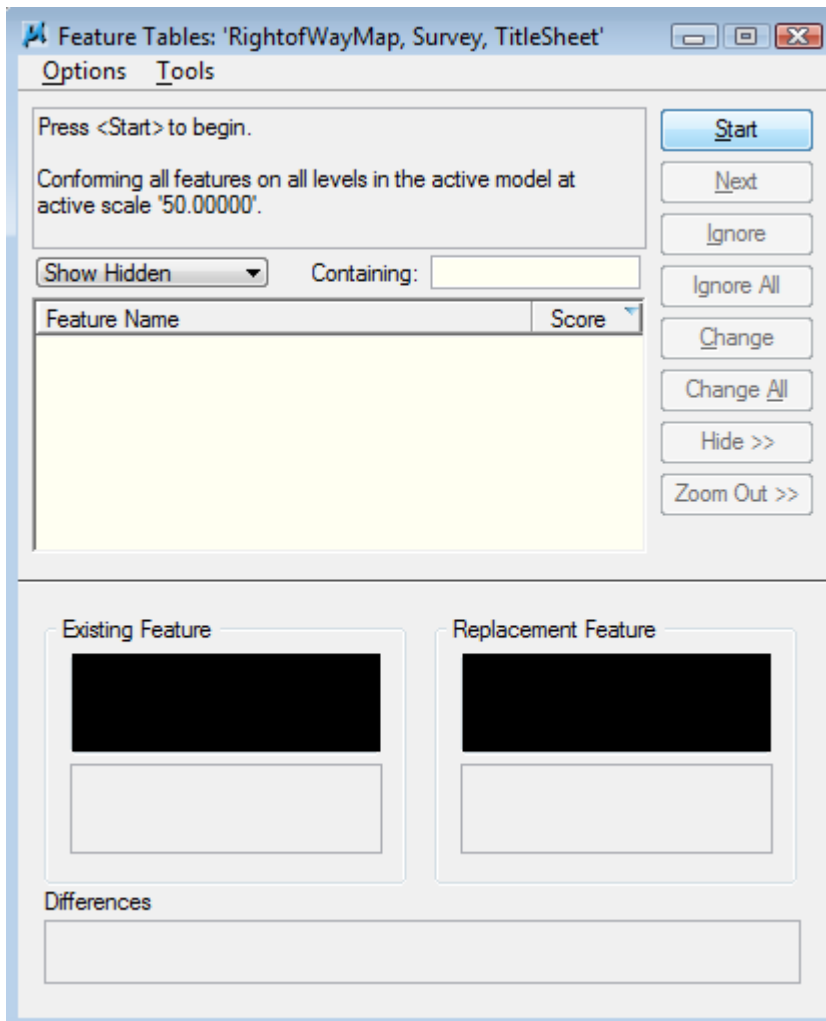 Feature Tables: 'RightofWayMap, Survey, TitleSheet'
Options Tools
Press <Start> to begin.
Conforming all features on all levels in the active model at
active scale '50.00000'.
Start
Next
Ignore
Ignore All
Change
Change All
Hide >>
Zoom Out >>
Show Hidden
Containing:
Feature Name Score
Existing Feature
Replacement Feature
Differences